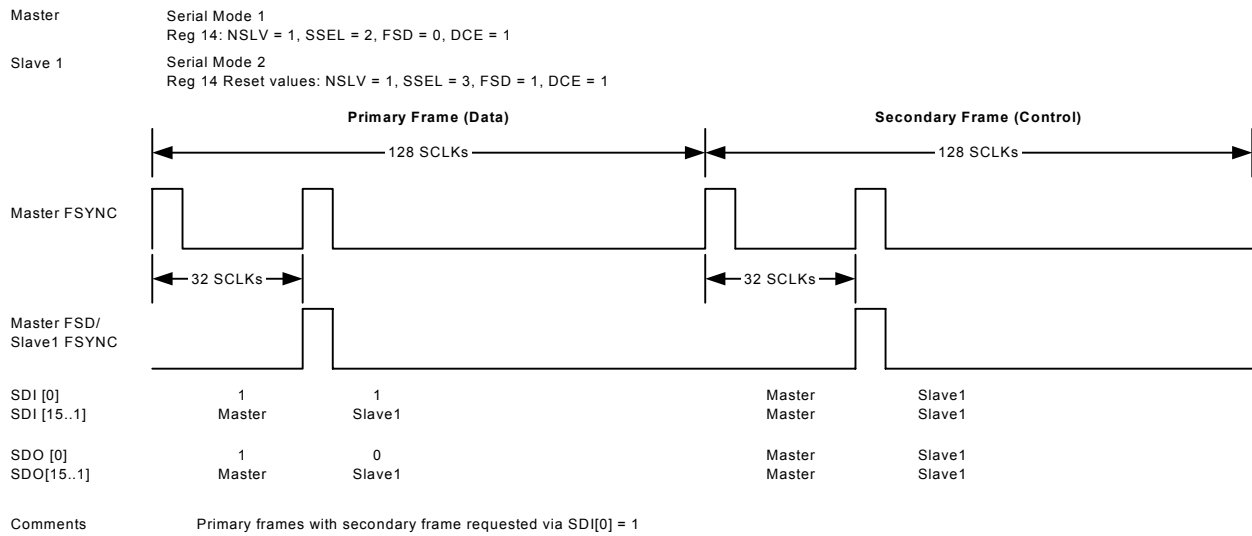 Master Serial Mode 1
Reg 14: NSLV = 1, SSEL = 2, FSD = 0, DCE = 1
Slave 1 Serial Mode 2
Reg 14 Reset values: NSLV = 1, SSEL = 3, FSD = 1, DCE = 1
Primary Frame (Data) Secondary Frame (Control)
128 SCLKs 128 SCLKs
Master FSYNC
32 SCLKs 32 SCLKs
Master FSD/
Slave1 FSYNC
SDI [0] 1 1 Master Slave1
SDI [15..1] Master Slave1 Master Slave1
SDO [0] 1 0 Master Slave1
SDO[15..1] Master Slave1 Master Slave1
Comments Primary frames with secondary frame requested via SDI[0] = 1